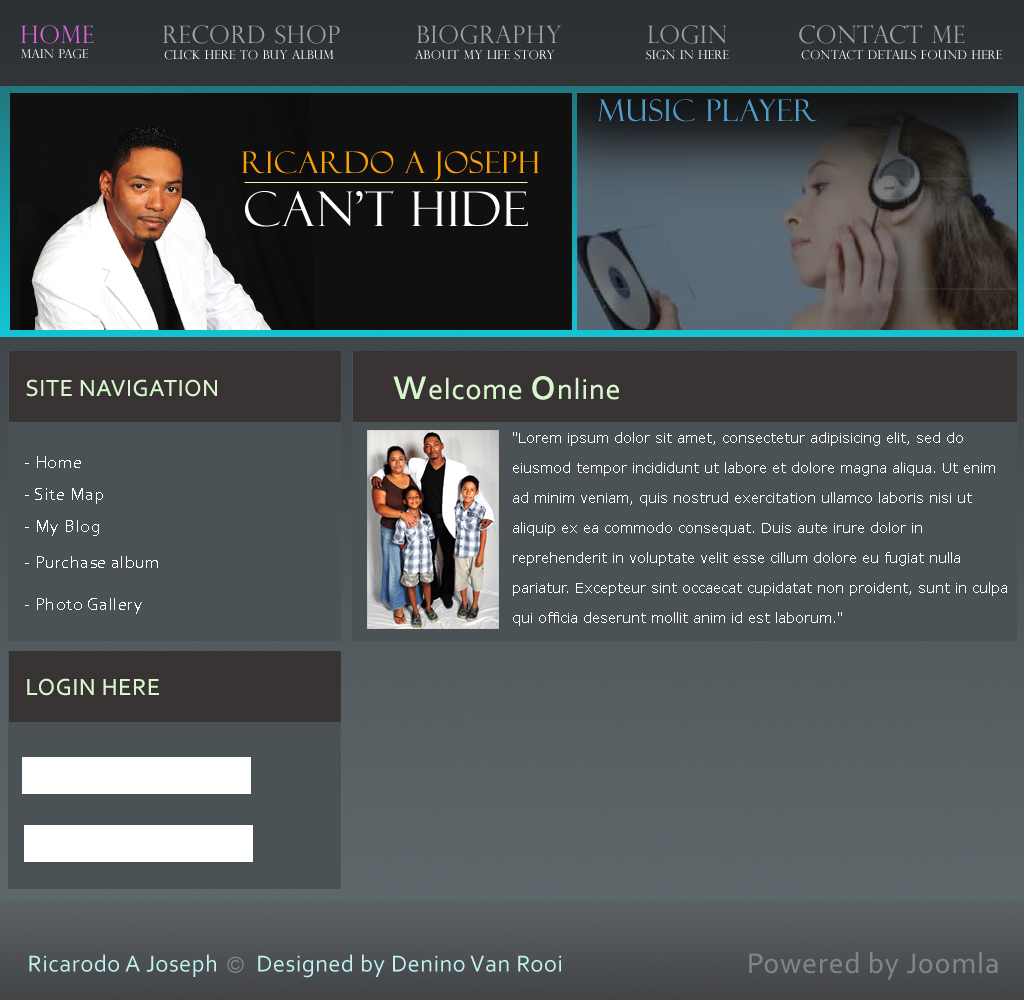 HOME
MAIN PAGE
RECORD SHOP
CLICK HERE TO BUY ALBUM
BIOGRAPHY
ABOUT MY LIFE STORY
LOGIN
SIGN IN HERE
CONTACT ME
CONTACT DETAILS FOUND HERE
RICARDO A JOSEPH
CAN'T HIDE
MUSIC PLAYER
SITE NAVIGATION
- Home
- Site Map
- My Blog
- Purchase album
- Photo Gallery
Welcome Online
"Lorem ipsum dolor sit amet, consectetur adipisicing elit, sed do
eiusmod tempor incididunt ut labore et dolore magna aliqua. Ut enim
ad minim veniam, quis nostrud exercitation ullamco laboris nisi ut
aliquip ex ea commodo consequat. Duis aute irure dolor in
reprehenderit in voluptate velit esse cillum dolore eu fugiat nulla
pariatur. Excepteur sint occaecat cupidatat non proident, sunt in culpa
qui officia deserunt mollit anim id est laborum."
LOGIN HERE
Ricarodo A Joseph © Designed by Denino Van Rooi
Powered by Joomla